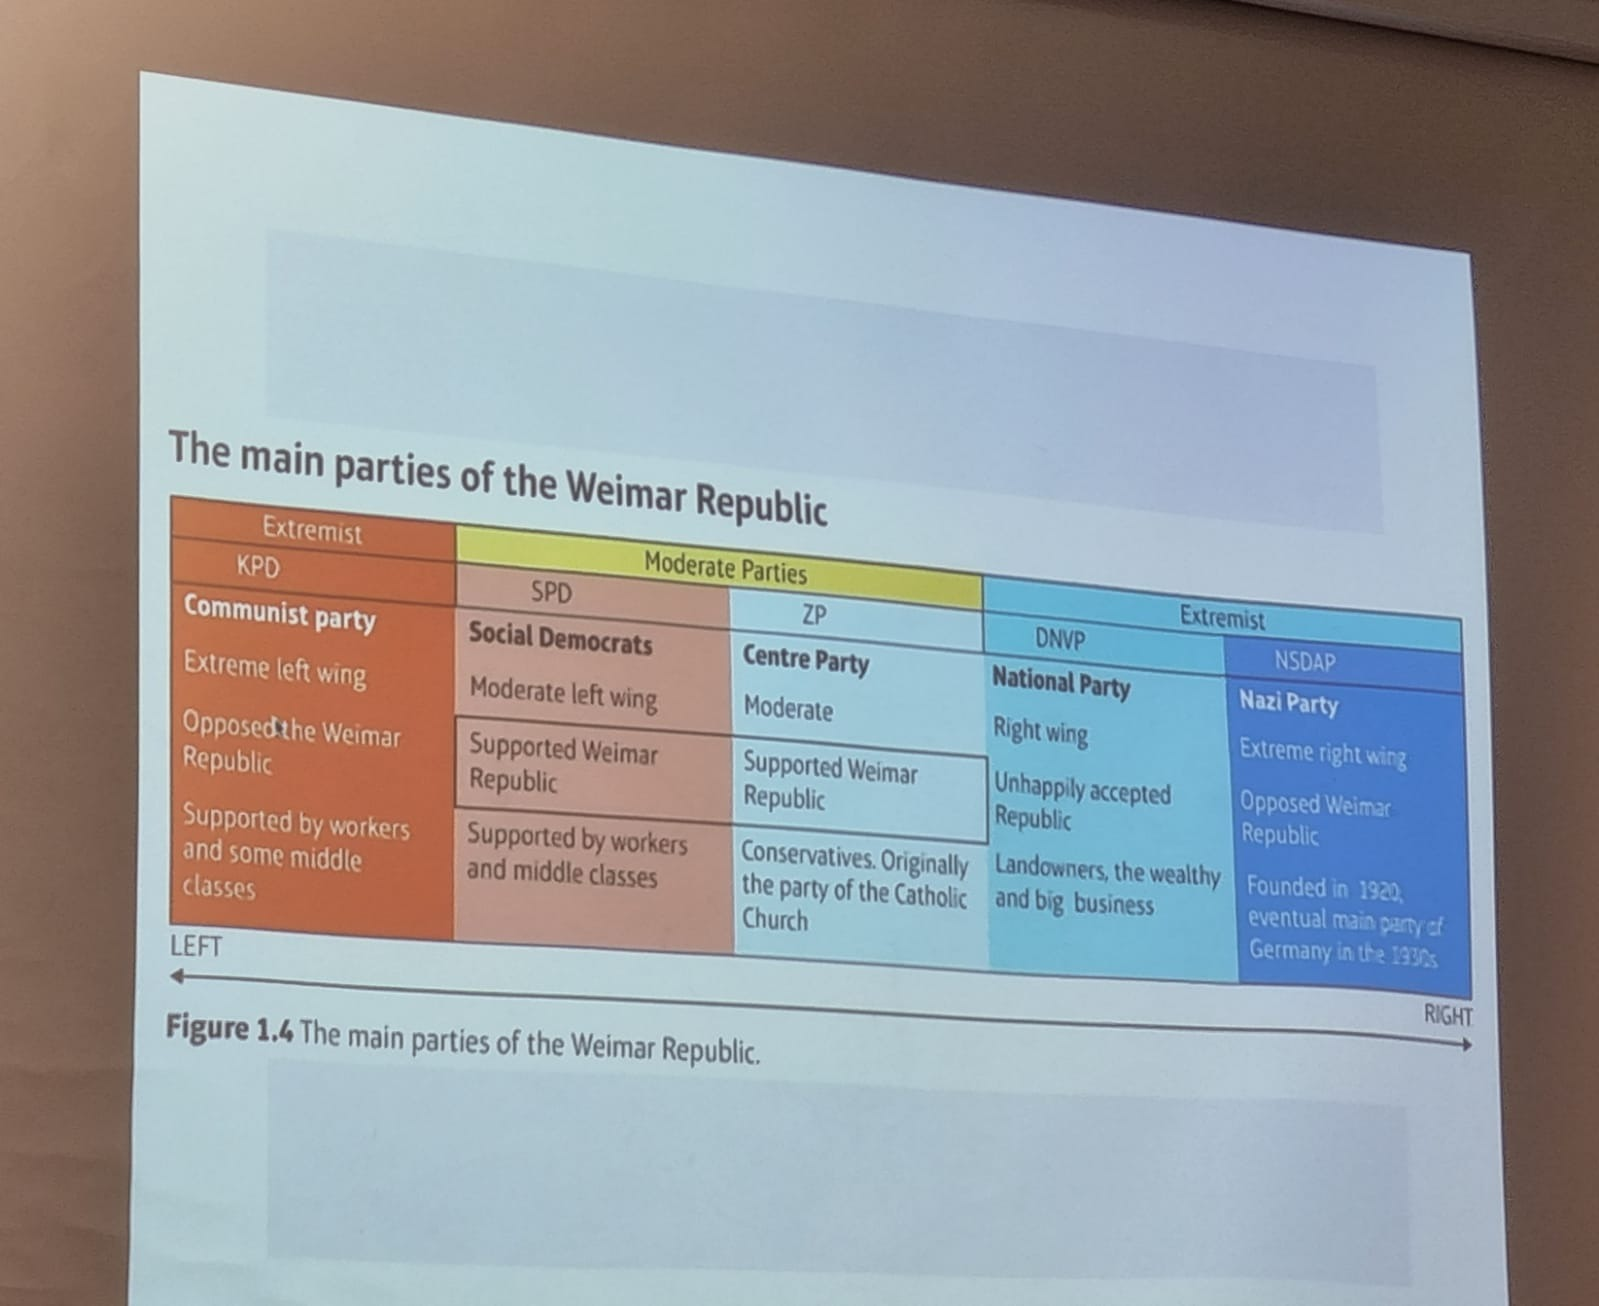 The main parties of the Weimar Republic
Extremist
Moderate Parties
Extremist
KPD
SPD
ZP
DNVP
NSDAP
Communist party
Extreme left wing
Opposed the Weimar
Republic
Supported by workers
and some middle
classes
Social Democrats
Moderate left wing
Supported Weimar
Republic
Supported by workers
and middle classes
Centre Party
Moderate
Supported Weimar
Republic
Conservatives. Originally
the party of the Catholic
Church
National Party
Right wing
Unhappily accepted
Republic
Landowners, the wealthy
and big business
Nazi Party
Extreme right wing
Opposed Weimar
Republic
Founded in 1920,
eventual main party of
Germany in the 1930s
LEFT
RIGHT
Figure 1.4 The main parties of the Weimar Republic.